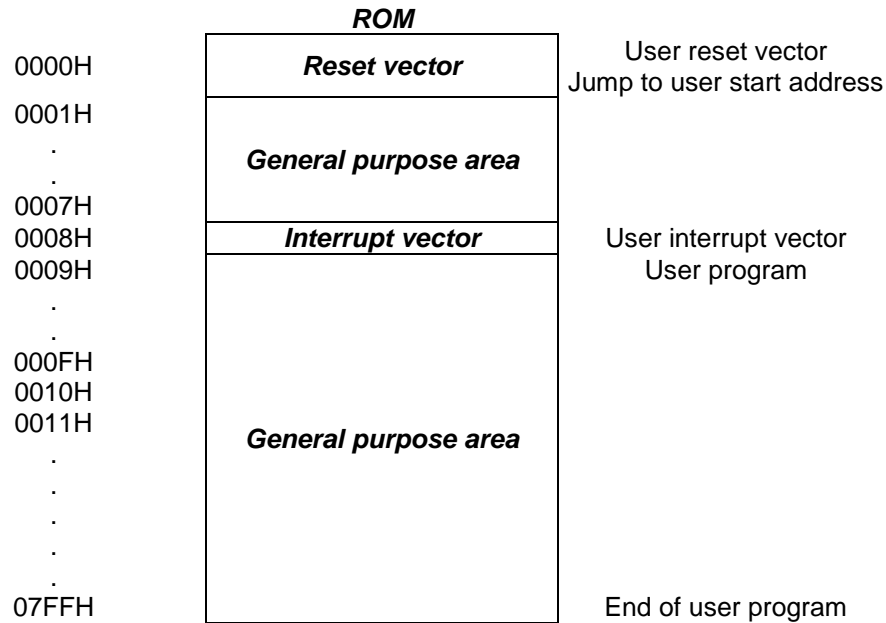 ROM
0000H Reset vector User reset vector
Jump to user start address
0001H
.
General purpose area
.
0007H
0008H Interrupt vector User interrupt vector
0009H User program
.
.
000FH
0010H
0011H
General purpose area
.
.
.
.
.
07FFH End of user program